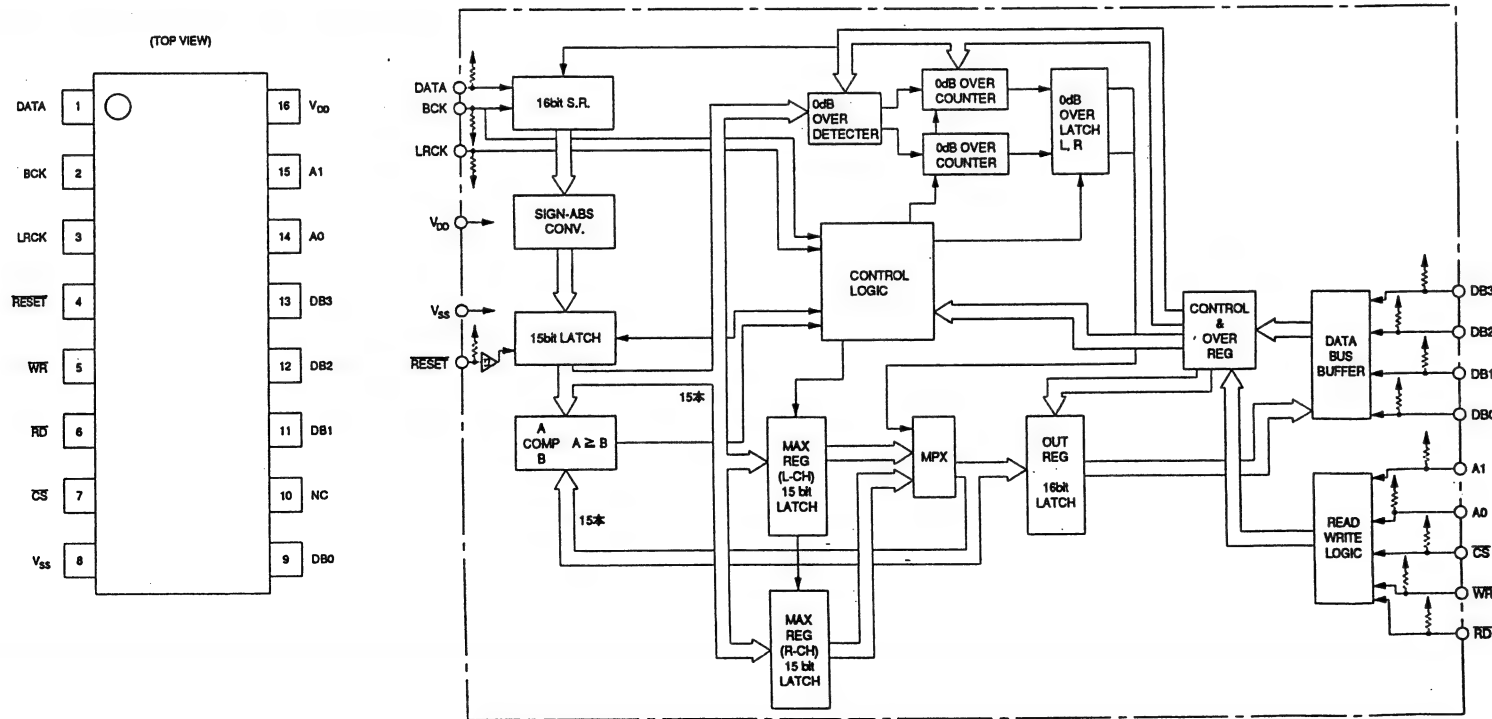 (TOP VIEW)
DATA 1
BCK 2
LRCK 3
RESET 4
WR 5
RD 6
CS 7
VSS 8
16 VDD
15 A1
14 A0
13 DB3
12 DB2
11 DB1
10 NC
9 DB0
DATA
BCK
LRCK
VDD
VSS
RESET
16bit S.R.
SIGN-ABS
CONV.
15bit LATCH
15本
A
COMP A ≧ B
B
15本
0dB
OVER
DETECTER
0dB OVER
COUNTER
0dB OVER
COUNTER
0dB
OVER
LATCH
L, R
CONTROL
LOGIC
MAX
REG
(L-CH)
15 bit
LATCH
MAX
REG
(R-CH)
15 bit
LATCH
MPX
OUT
REG
16bit
LATCH
CONTROL
&
OVER
REG
DATA
BUS
BUFFER
READ
WRITE
LOGIC
DB3
DB2
DB1
DB0
A1
A0
CS
WR
RD